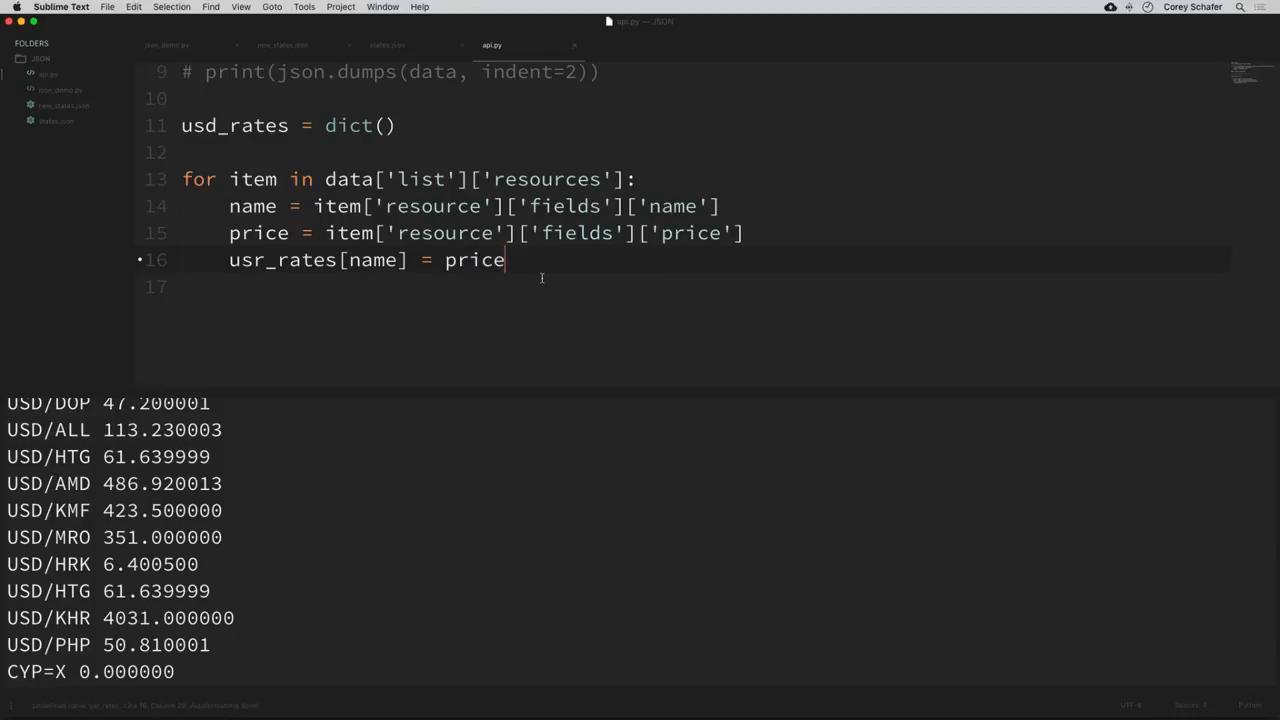 Sublime Text File Edit Selection Find View Goto Tools Project Window Help Corey Schafer
api.py — JSON
FOLDERS
JSON
api.py
json_demo.py
new_states.json
states.json
json_demo.py new_states.json states.json api.py
9 # print(json.dumps(data, indent=2))
10
11 usd_rates = dict()
12
13 for item in data['list']['resources']:
14 name = item['resource']['fields']['name']
15 price = item['resource']['fields']['price']
16 usr_rates[name] = price
17
USD/DOP 47.200001
USD/ALL 113.230003
USD/HTG 61.639999
USD/AMD 486.920013
USD/KMF 423.500000
USD/MRO 351.000000
USD/HRK 6.400500
USD/HTG 61.639999
USD/KHR 4031.000000
USD/PHP 50.810001
CYP=X 0.000000
UTF-8 Spaces: 4 Python